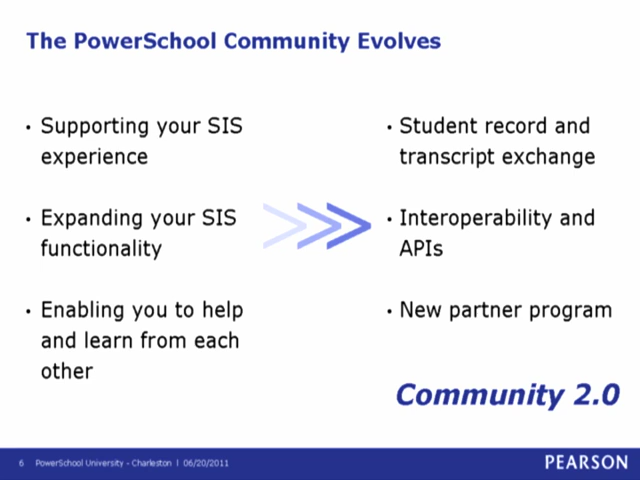 The PowerSchool Community Evolves
• Supporting your SIS
experience
• Expanding your SIS
functionality
• Enabling you to help
and learn from each
other
• Student record and
transcript exchange
• Interoperability and
APIs
• New partner program
Community 2.0
6 PowerSchool University - Charleston | 06/20/2011
PEARSON